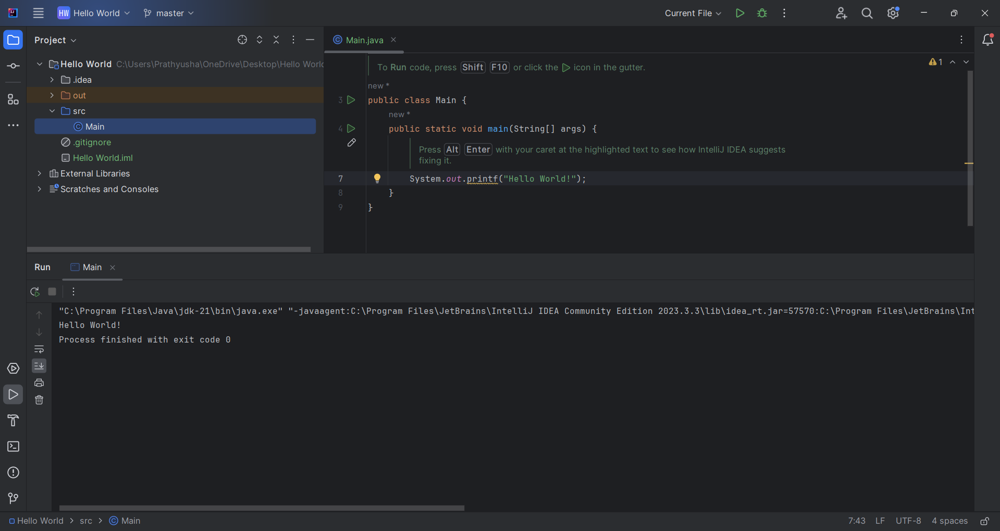 HW Hello World master Current File
Project
Main.java
Hello World C:\Users\Prathyusha\OneDrive\Desktop\Hello World
.idea
out
src
Main
.gitignore
Hello World.iml
External Libraries
Scratches and Consoles
To Run code, press Shift F10 or click the icon in the gutter.
1
new *
3 public class Main {
new *
4 public static void main(String[] args) {
Press Alt Enter with your caret at the highlighted text to see how IntelliJ IDEA suggests
fixing it.
7 System.out.printf("Hello World!");
8 }
9 }
Run Main
"C:\Program Files\Java\jdk-21\bin\java.exe" "-javaagent:C:\Program Files\JetBrains\IntelliJ IDEA Community Edition 2023.3.3\lib\idea_rt.jar=57570:C:\Program Files\JetBrains\Int
Hello World!
Process finished with exit code 0
Hello World > src > Main 7:43 LF UTF-8 4 spaces